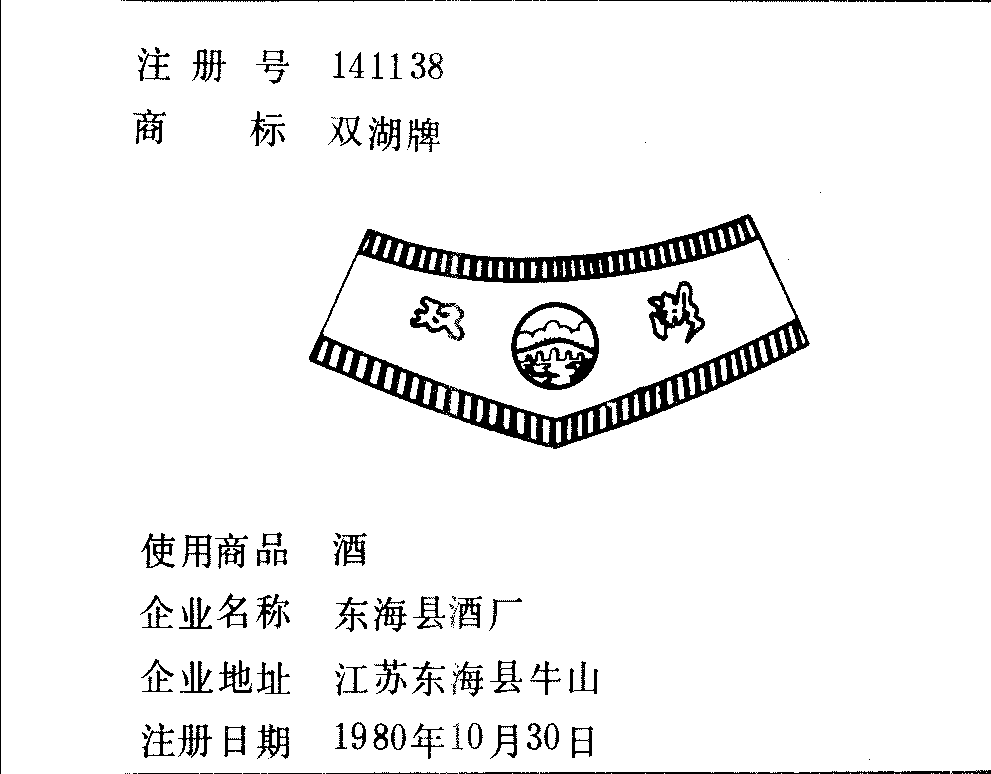 注册号 141138
商标 双湖牌
双湖
使用商品 酒
企业名称 东海县酒厂
企业地址 江苏东海县牛山
注册日期 1980年10月30日